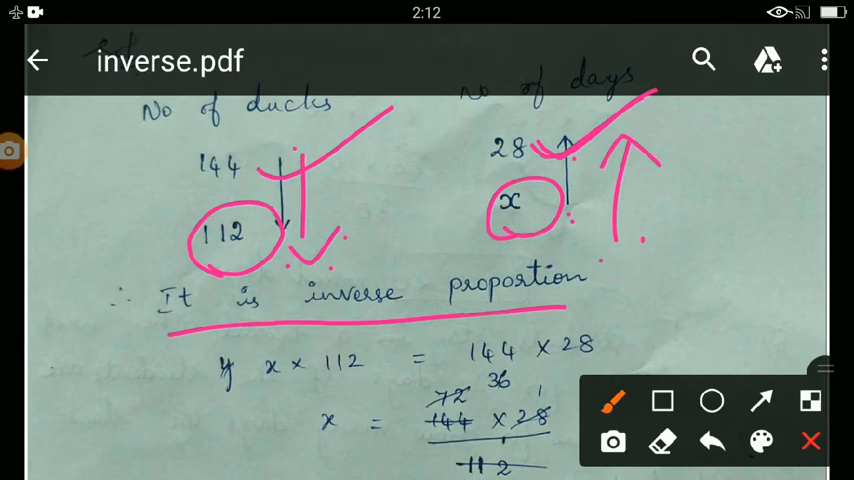 2:12
inverse.pdf
No of ducks no of days
144 28
112 x
∴ It is inverse proportion
x × 112 = 144 × 28
72 36 1
x = 144 × 28
112